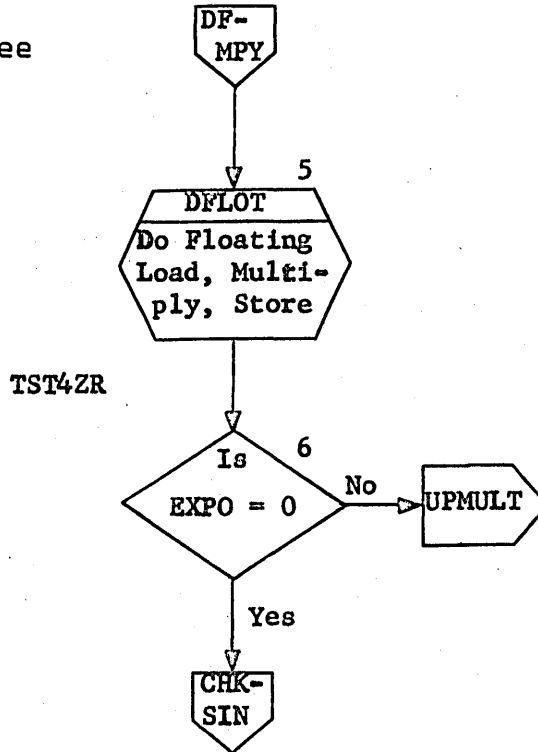 ee
DF-
MPY
5
DFLOT
Do Floating
Load, Multi-
ply, Store
TST4ZR
6
Is
EXPO = 0
No
UPMULT
Yes
CHK-
SIN